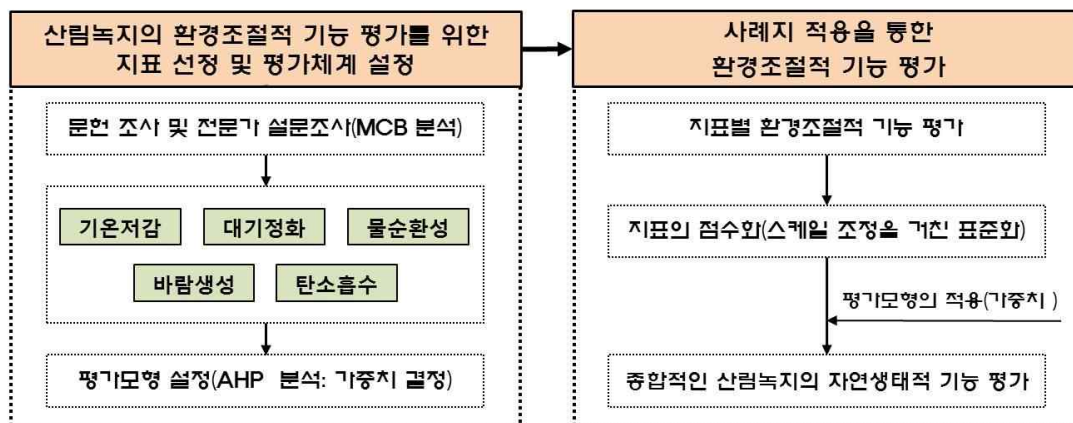 산림녹지의 환경조절적 기능 평가를 위한
지표 선정 및 평가체계 설정
문헌 조사 및 전문가 설문조사(MCB 분석)
기온저감
대기정화
물순환성
바람생성
탄소흡수
평가모형 설정(AHP 분석: 가중치 결정)
사례지 적용을 통한
환경조절적 기능 평가
지표별 환경조절적 기능 평가
지표의 점수화(스케일 조정을 거친 표준화)
평가모형의 적용(가중치 )
종합적인 산림녹지의 자연생태적 기능 평가